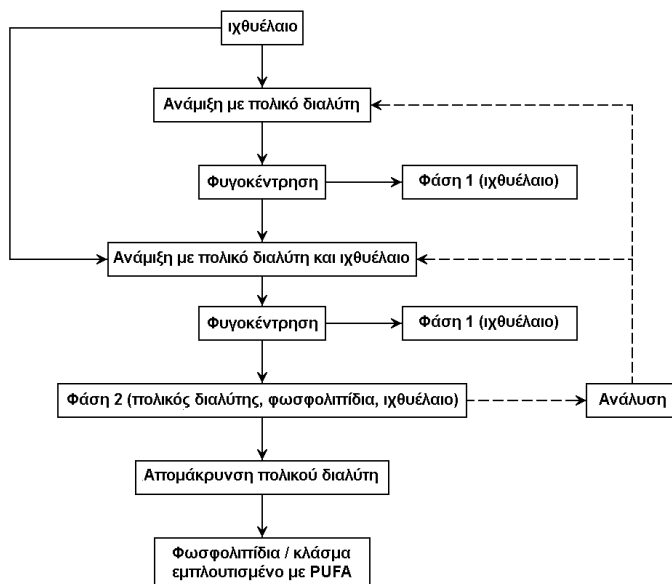 ιχθυέλαιο
Ανάμιξη με πολικό διαλύτη
Φυγοκέντρηση
Φάση 1 (ιχθυέλαιο)
Ανάμιξη με πολικό διαλύτη και ιχθυέλαιο
Φυγοκέντρηση
Φάση 1 (ιχθυέλαιο)
Φάση 2 (πολικός διαλύτης, φωσφολιπίδια, ιχθυέλαιο)
Ανάλυση
Απομάκρυνση πολικού διαλύτη
Φωσφολιπίδια / κλάσμα
εμπλουτισμένο με PUFA